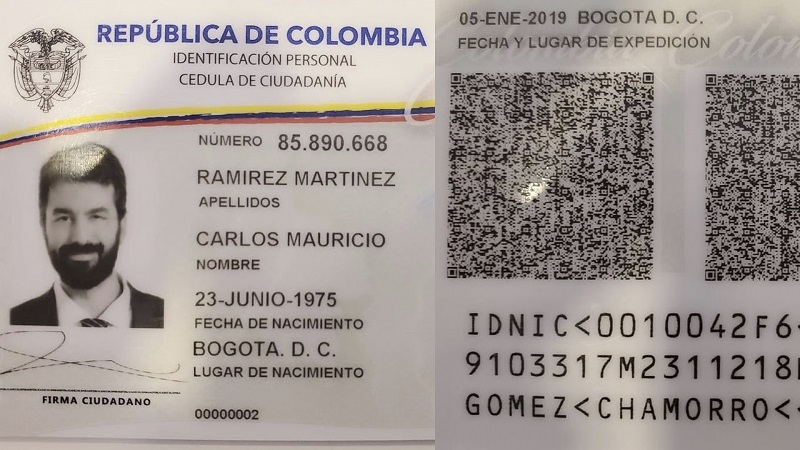 REPÚBLICA DE COLOMBIA
IDENTIFICACIÓN PERSONAL
CEDULA DE CIUDADANÍA
NÚMERO 85.890.668
RAMIREZ MARTINEZ
APELLIDOS
CARLOS MAURICIO
NOMBRE
23-JUNIO-1975
FECHA DE NACIMIENTO
BOGOTA. D. C.
LUGAR DE NACIMIENTO
FIRMA CIUDADANO
00000002
05-ENE-2019 BOGOTA D. C.
FECHA Y LUGAR DE EXPEDICIÓN
IDNIC<0010042F6<
9103317M2311218
GOMEZ<CHAMORRO<<